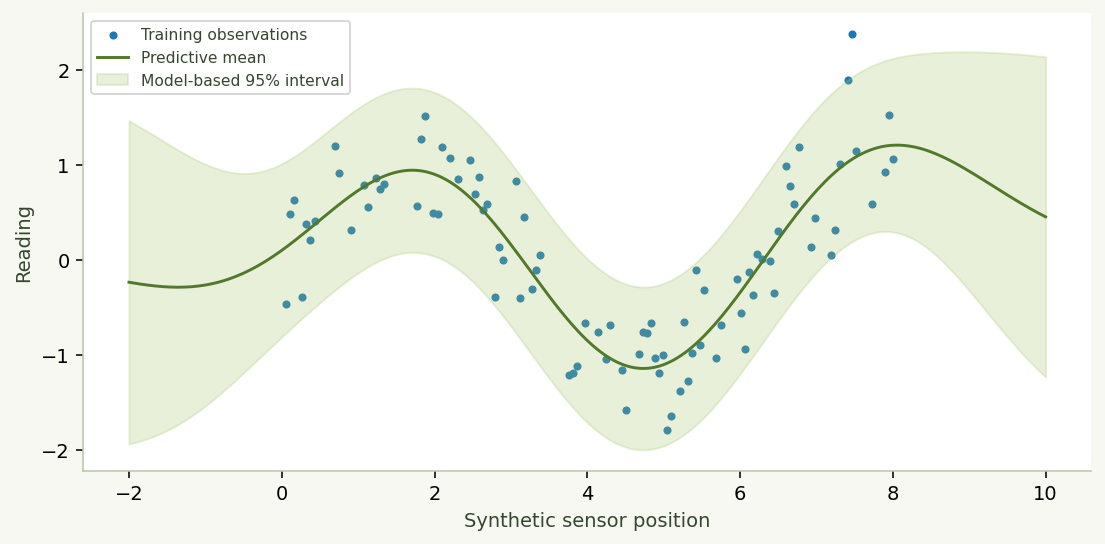 Training observations
Predictive mean
Model-based 95% interval
2
1
0
−1
−2
Reading
−2 0 2 4 6 8 10
Synthetic sensor position